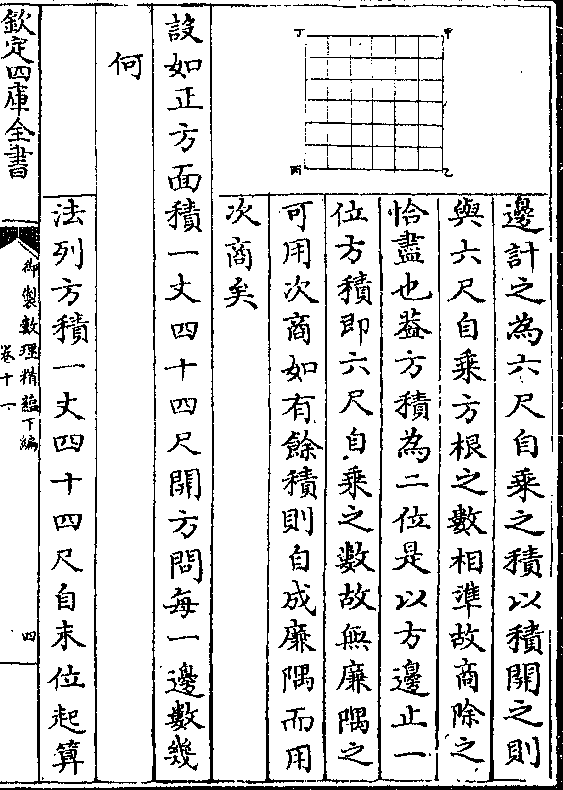 甲
乙
丙
丁
邊計之為六尺自乘之積以積開之則
與六尺自乘方根之數相準故商除之
恰盡也葢方積為二位是以方邊止一
位方積即六尺自乘之數故無廉隅之
可用次商如有餘積則自成廉隅而用
次商矣
設如正方面積一丈四十四尺開方問每一邊數幾
何
法列方積一丈四十四尺自末位起算
欽定四庫全書
御製數理精蘊下編
卷十一
四